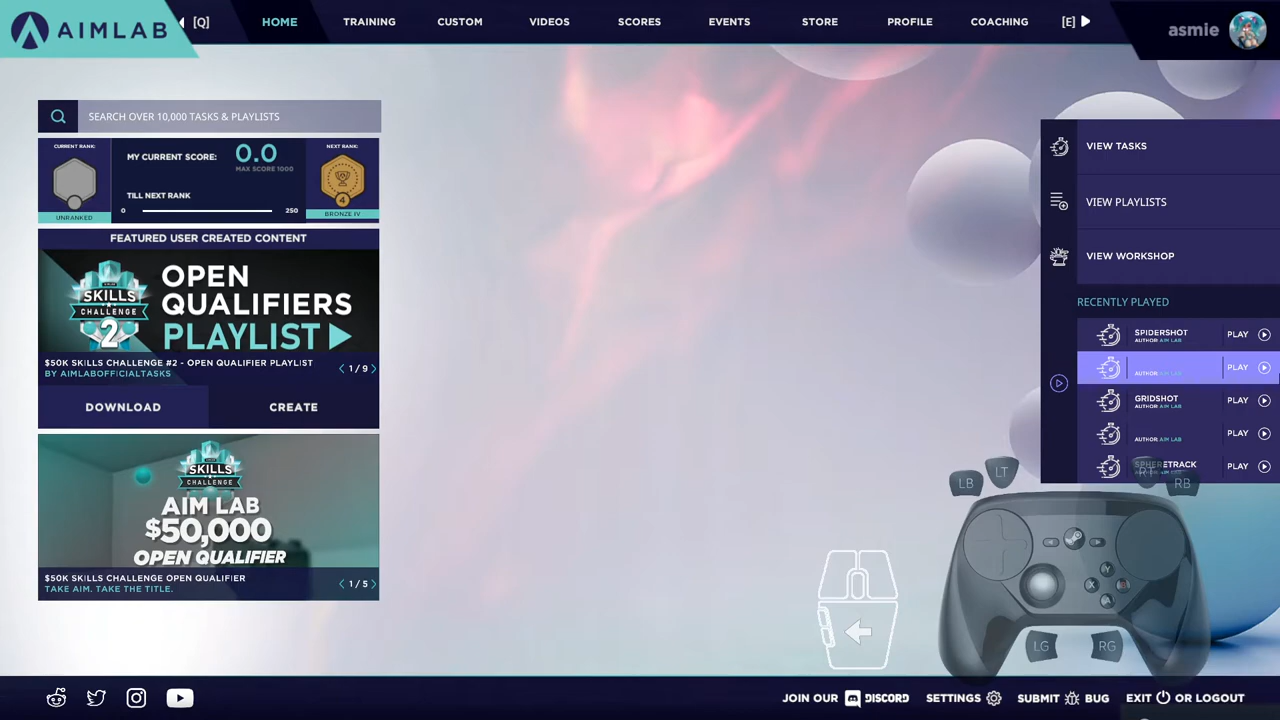 AIMLAB
[Q]
HOME
TRAINING
CUSTOM
VIDEOS
SCORES
EVENTS
STORE
PROFILE
COACHING
[E]
asmie
SEARCH OVER 10,000 TASKS & PLAYLISTS
CURRENT RANK:
UNRANKED
MY CURRENT SCORE:
0.0
MAX SCORE 1000
TILL NEXT RANK
0
250
NEXT RANK:
4
BRONZE IV
FEATURED USER CREATED CONTENT
SKILLS
CHALLENGE
2
OPEN
QUALIFIERS
PLAYLIST
$50K SKILLS CHALLENGE #2 - OPEN QUALIFIER PLAYLIST
BY AIMLABOFFICIALTASKS
1/9
DOWNLOAD
CREATE
SKILLS
CHALLENGE
AIM LAB
$50,000
OPEN QUALIFIER
$50K SKILLS CHALLENGE OPEN QUALIFIER
TAKE AIM. TAKE THE TITLE.
1/5
VIEW TASKS
VIEW PLAYLISTS
VIEW WORKSHOP
RECENTLY PLAYED
SPIDERSHOT
AUTHOR: AIM LAB
PLAY
AUTHOR: AIM LAB
PLAY
GRIDSHOT
AUTHOR: AIM LAB
PLAY
AUTHOR: AIM LAB
PLAY
SPHERETRACK
PLAY
LB
LT
RT
RB
Y
X
B
A
LG
RG
JOIN OUR DISCORD
SETTINGS
SUBMIT BUG
EXIT OR LOGOUT